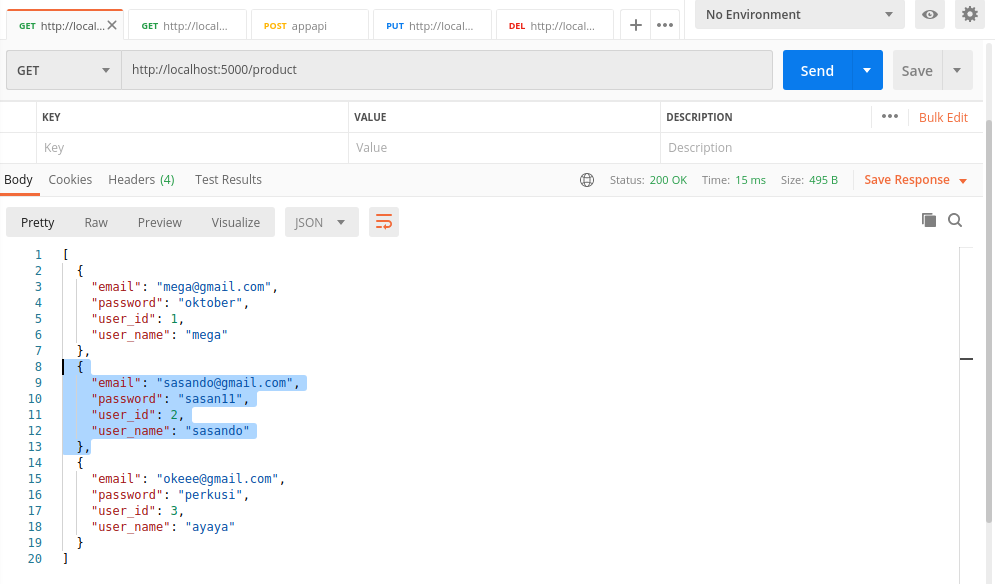 GET http://local... GET http://local... POST appapi PUT http://local... DEL http://local... No Environment
GET http://localhost:5000/product Send Save
KEY VALUE DESCRIPTION Bulk Edit
Key Value Description
Body Cookies Headers (4) Test Results Status: 200 OK Time: 15 ms Size: 495 B Save Response
Pretty Raw Preview Visualize JSON
1 [
2 {
3 "email": "mega@gmail.com",
4 "password": "oktober",
5 "user_id": 1,
6 "user_name": "mega"
7 },
8 {
9 "email": "sasando@gmail.com",
10 "password": "sasan11",
11 "user_id": 2,
12 "user_name": "sasando"
13 },
14 {
15 "email": "okeee@gmail.com",
16 "password": "perkusi",
17 "user_id": 3,
18 "user_name": "ayaya"
19 }
20 ]